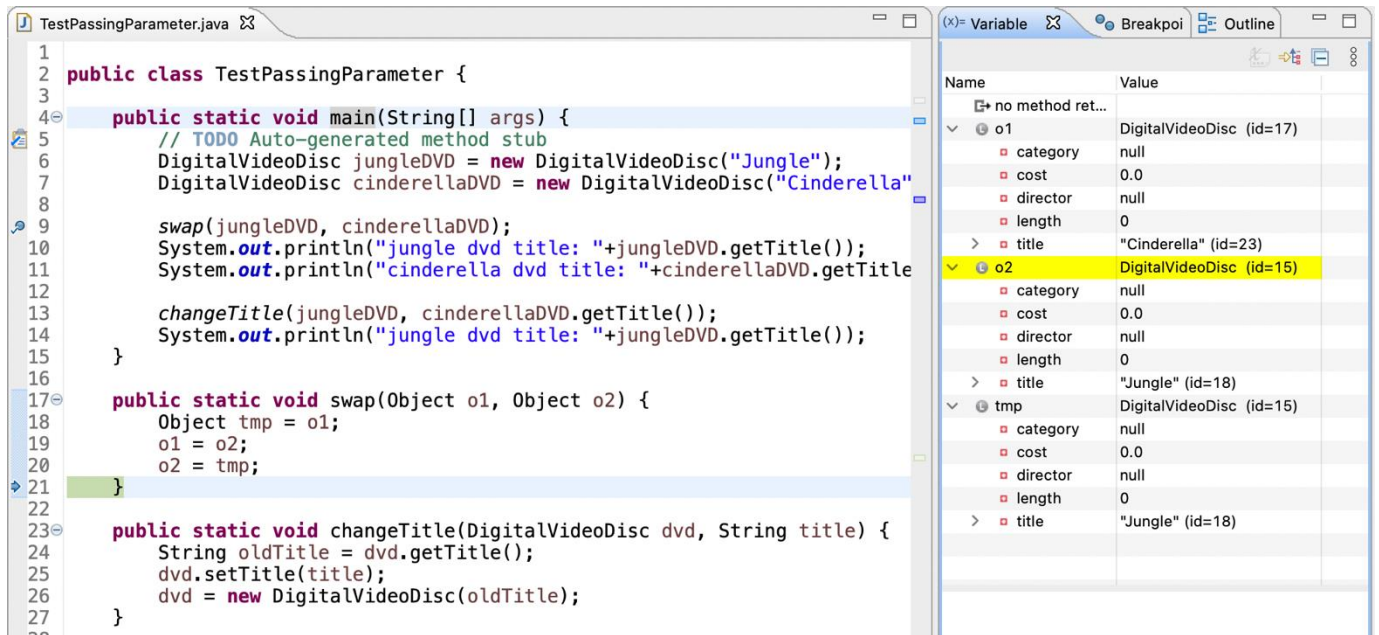 TestPassingParameter.java
1
2 public class TestPassingParameter {
3
4 public static void main(String[] args) {
5 // TODO Auto-generated method stub
6 DigitalVideoDisc jungleDVD = new DigitalVideoDisc("Jungle");
7 DigitalVideoDisc cinderellaDVD = new DigitalVideoDisc("Cinderella"
8
9 swap(jungleDVD, cinderellaDVD);
10 System.out.println("jungle dvd title: "+jungleDVD.getTitle());
11 System.out.println("cinderella dvd title: "+cinderellaDVD.getTitle
12
13 changeTitle(jungleDVD, cinderellaDVD.getTitle());
14 System.out.println("jungle dvd title: "+jungleDVD.getTitle());
15 }
16
17 public static void swap(Object o1, Object o2) {
18 Object tmp = o1;
19 o1 = o2;
20 o2 = tmp;
21 }
22
23 public static void changeTitle(DigitalVideoDisc dvd, String title) {
24 String oldTitle = dvd.getTitle();
25 dvd.setTitle(title);
26 dvd = new DigitalVideoDisc(oldTitle);
27 }
(x)= Variable Breakpoi Outline
Name Value
no method ret...
o1 DigitalVideoDisc (id=17)
category null
cost 0.0
director null
length 0
title "Cinderella" (id=23)
o2 DigitalVideoDisc (id=15)
category null
cost 0.0
director null
length 0
title "Jungle" (id=18)
tmp DigitalVideoDisc (id=15)
category null
cost 0.0
director null
length 0
title "Jungle" (id=18)